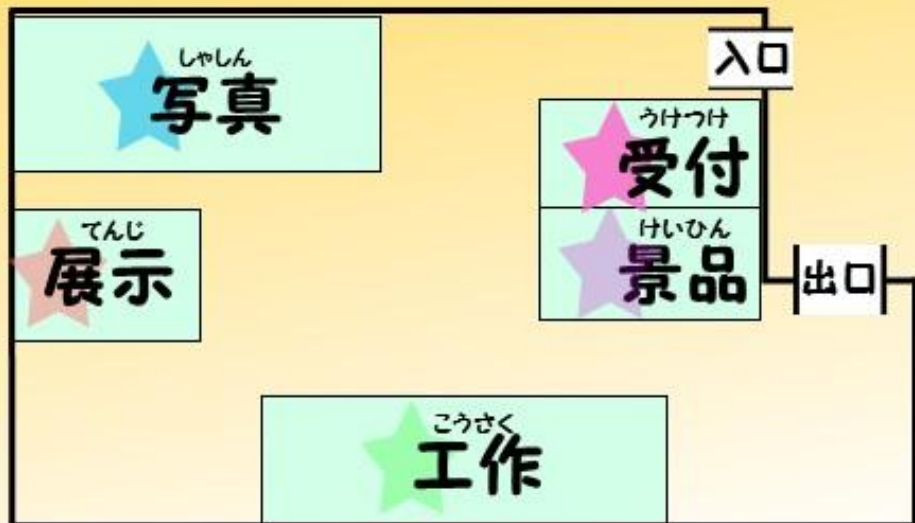 入口
しゃしん
写真
うけつけ
受付
てんじ
展示
けいひん
景品
出口
こうさく
工作